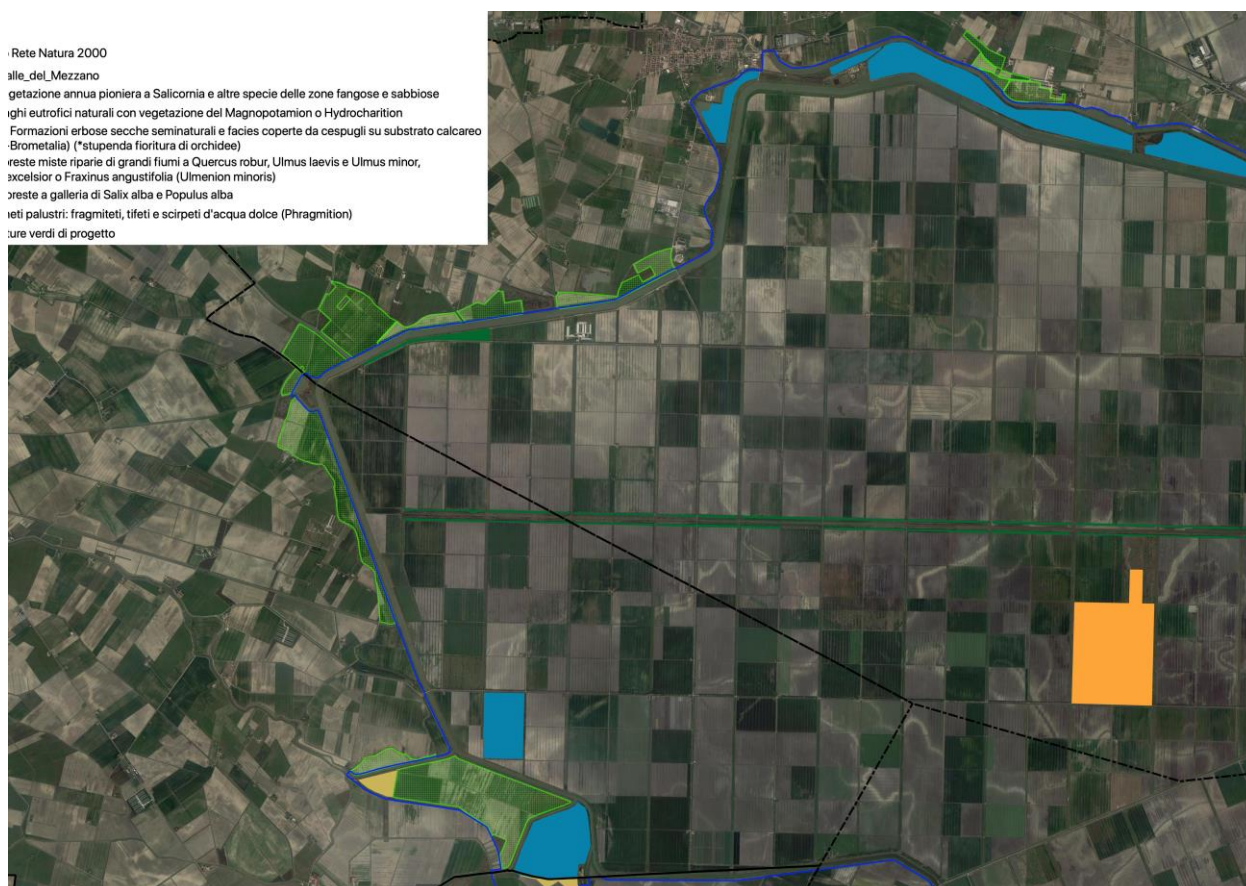 Rete Natura 2000
alle_del_Mezzano
getazione annua pioniera a Salicornia e altre specie delle zone fangose e sabbiose
ghi eutrofici naturali con vegetazione del Magnopotamion o Hydrocharition
Formazioni erbose secche seminaturali e facies coperte da cespugli su substrato calcareo
-Brometalia) (*stupenda fioritura di orchidee)
oreste miste riparie di grandi fiumi a Quercus robur, Ulmus laevis e Ulmus minor,
excelsior o Fraxinus angustifolia (Ulmenion minoris)
oreste a galleria di Salix alba e Populus alba
neti palustri: fragmiteti, tifeti e scirpeti d'acqua dolce (Phragmition)
ture verdi di progetto